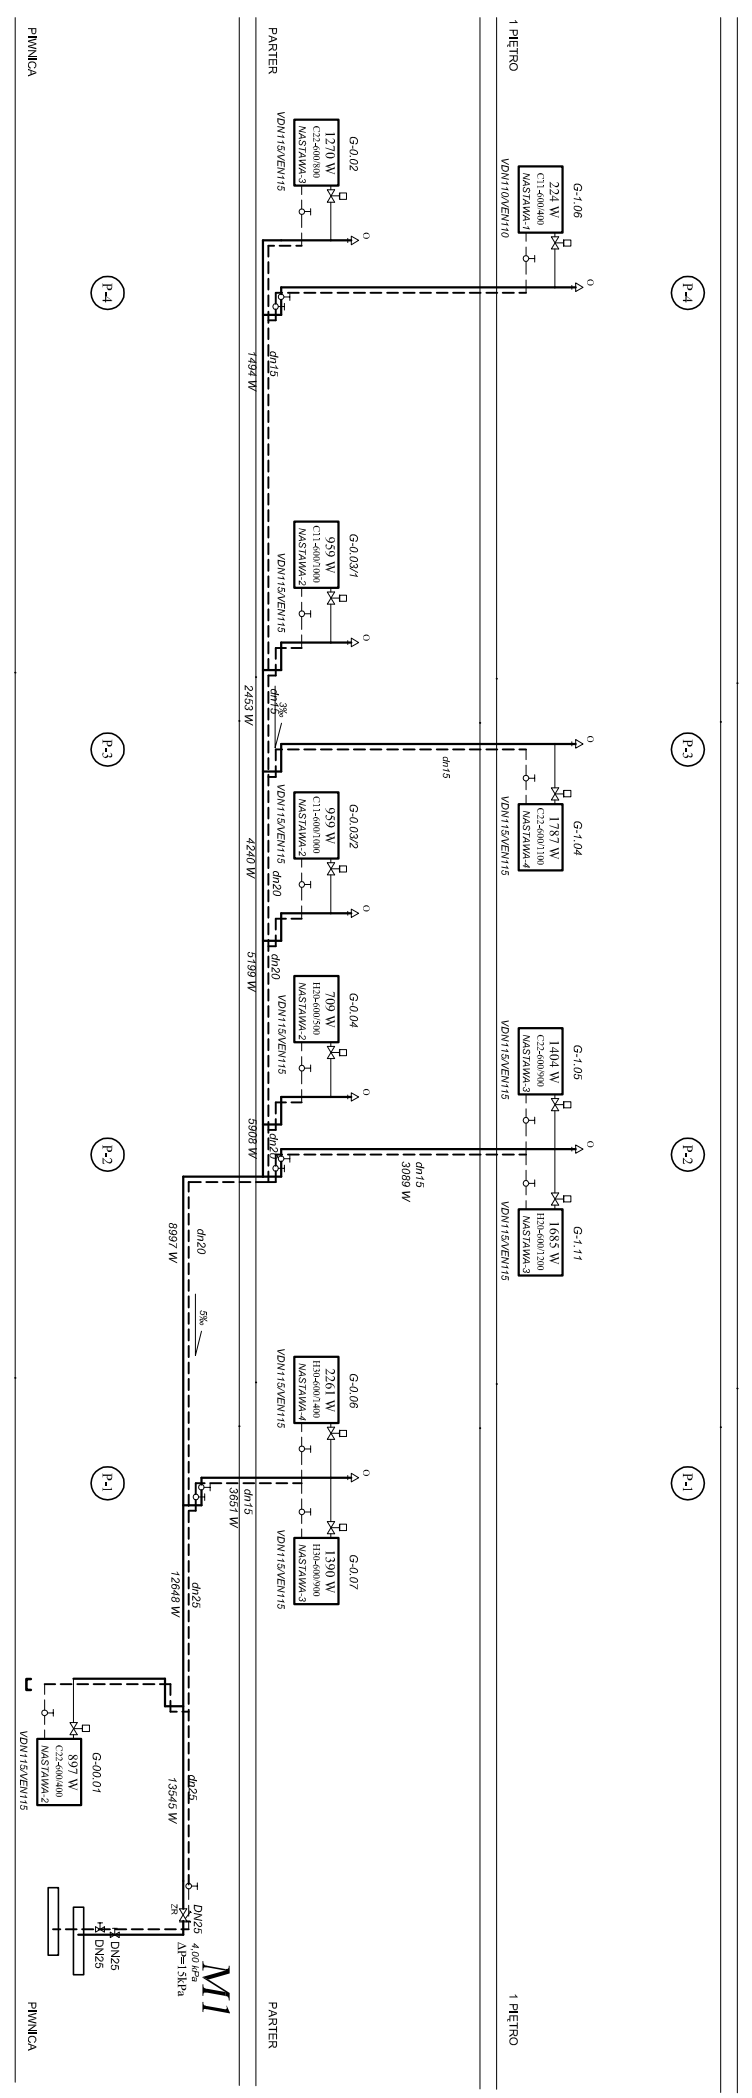 1 PIĘTRO
G-1.06
224 W
C11-600/400
NASTAWA-1
VDN110/VEN110
O
P-4
G-1.04
1787 W
C22-600/1100
NASTAWA-4
VDN115/VEN115
O
dn15
P-3
G-1.05
1404 W
C22-600/900
NASTAWA-3
VDN115/VEN115
O
dn15
3089 W
P-2
G-1.11
1685 W
H20-600/1200
NASTAWA-3
VDN115/VEN115
P-1
1 PIĘTRO
PARTER
G-0.02
1270 W
C22-600/800
NASTAWA-3
VDN115/VEN115
O
dn15
1494 W
G-0.03/1
959 W
C11-600/1000
NASTAWA-2
VDN115/VEN115
O
dn15
3‰
2453 W
G-0.03/2
959 W
C11-600/1000
NASTAWA-2
VDN115/VEN115
O
dn20
4240 W
dn20
5199 W
G-0.04
709 W
H20-600/500
NASTAWA-2
VDN115/VEN115
O
dn20
5908 W
G-0.06
2261 W
H30-600/1400
NASTAWA-4
VDN115/VEN115
O
dn15
3651 W
G-0.07
1390 W
H30-600/900
NASTAWA-3
VDN115/VEN115
PARTER
PIWNICA
P-4
P-3
P-2
dn20
8997 W
5‰
P-1
dn25
12648 W
G-00.01
897 W
C22-600/400
NASTAWA-2
VDN115/VEN115
dn25
13545 W
DN25
ZR
4,00 kPa
ΔP=15kPa
M1
DN25
DN25
PIWNICA